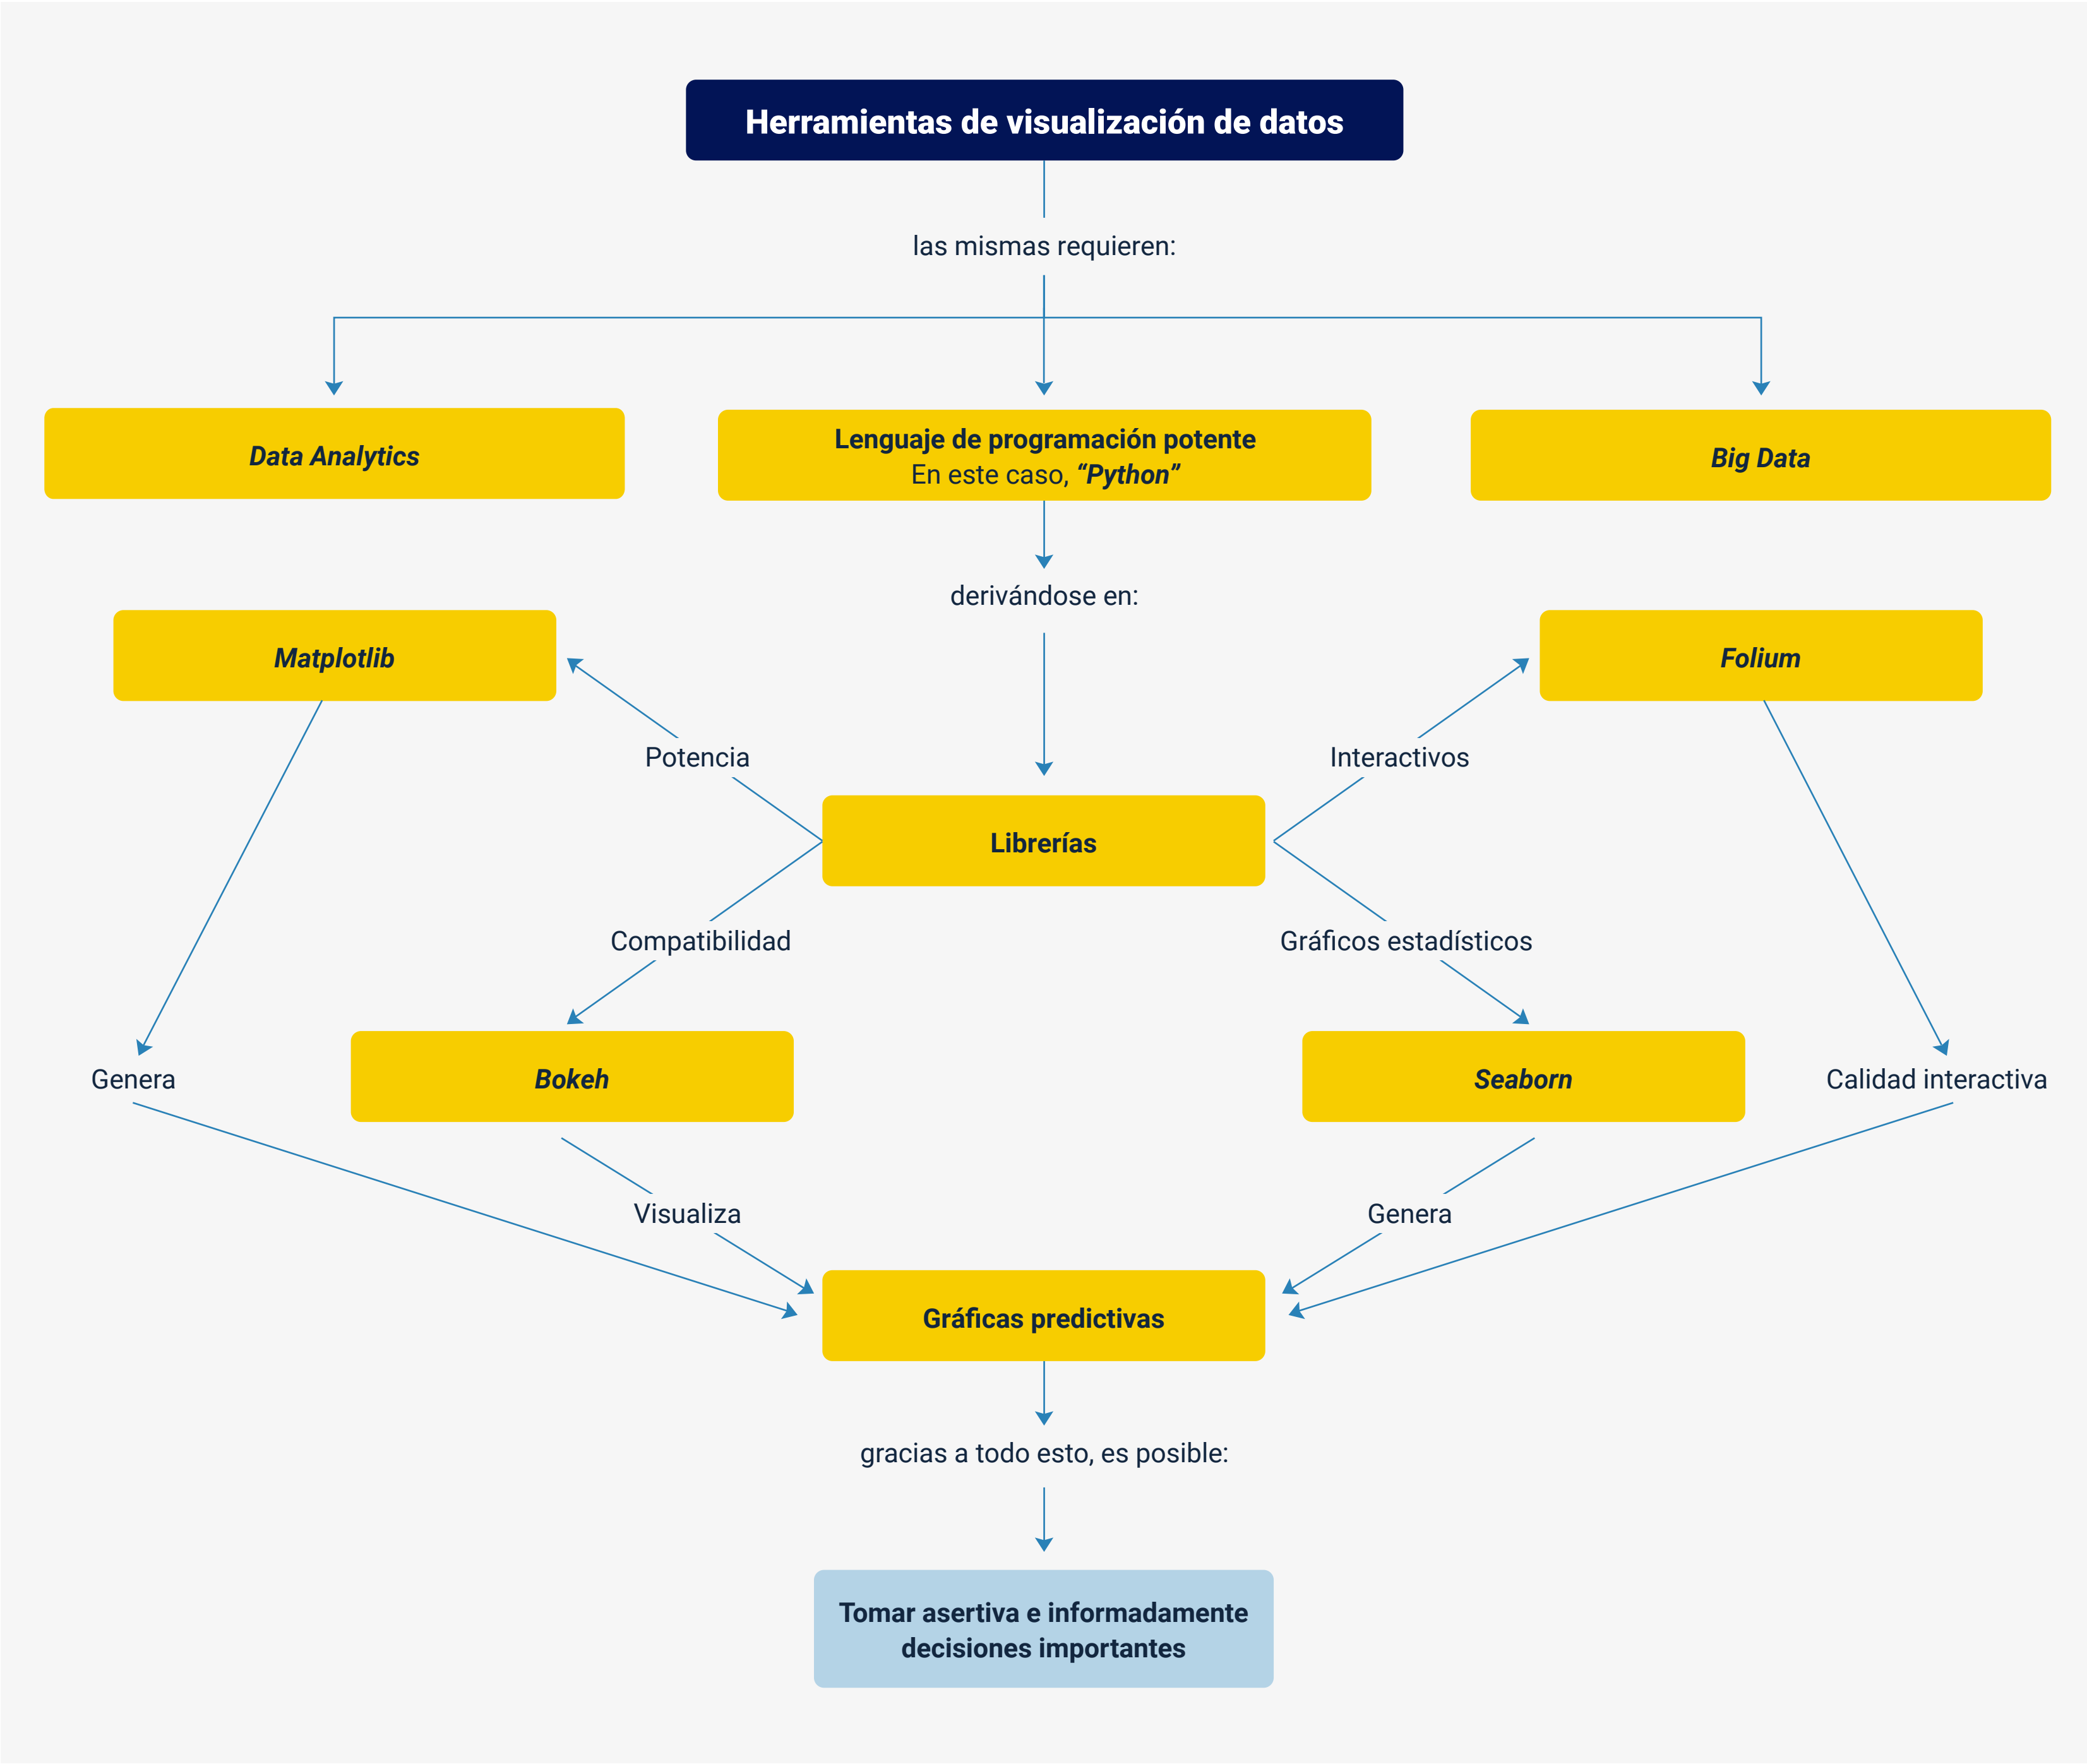 Herramientas de visualización de datos
las mismas requieren:
Data Analytics
Lenguaje de programación potente
En este caso, “Python”
Big Data
derivándose en:
Matplotlib
Folium
Potencia
Interactivos
Librerías
Compatibilidad
Gráficos estadísticos
Genera
Bokeh
Seaborn
Calidad interactiva
Visualiza
Genera
Gráficas predictivas
gracias a todo esto, es posible:
Tomar asertiva e informadamente
decisiones importantes